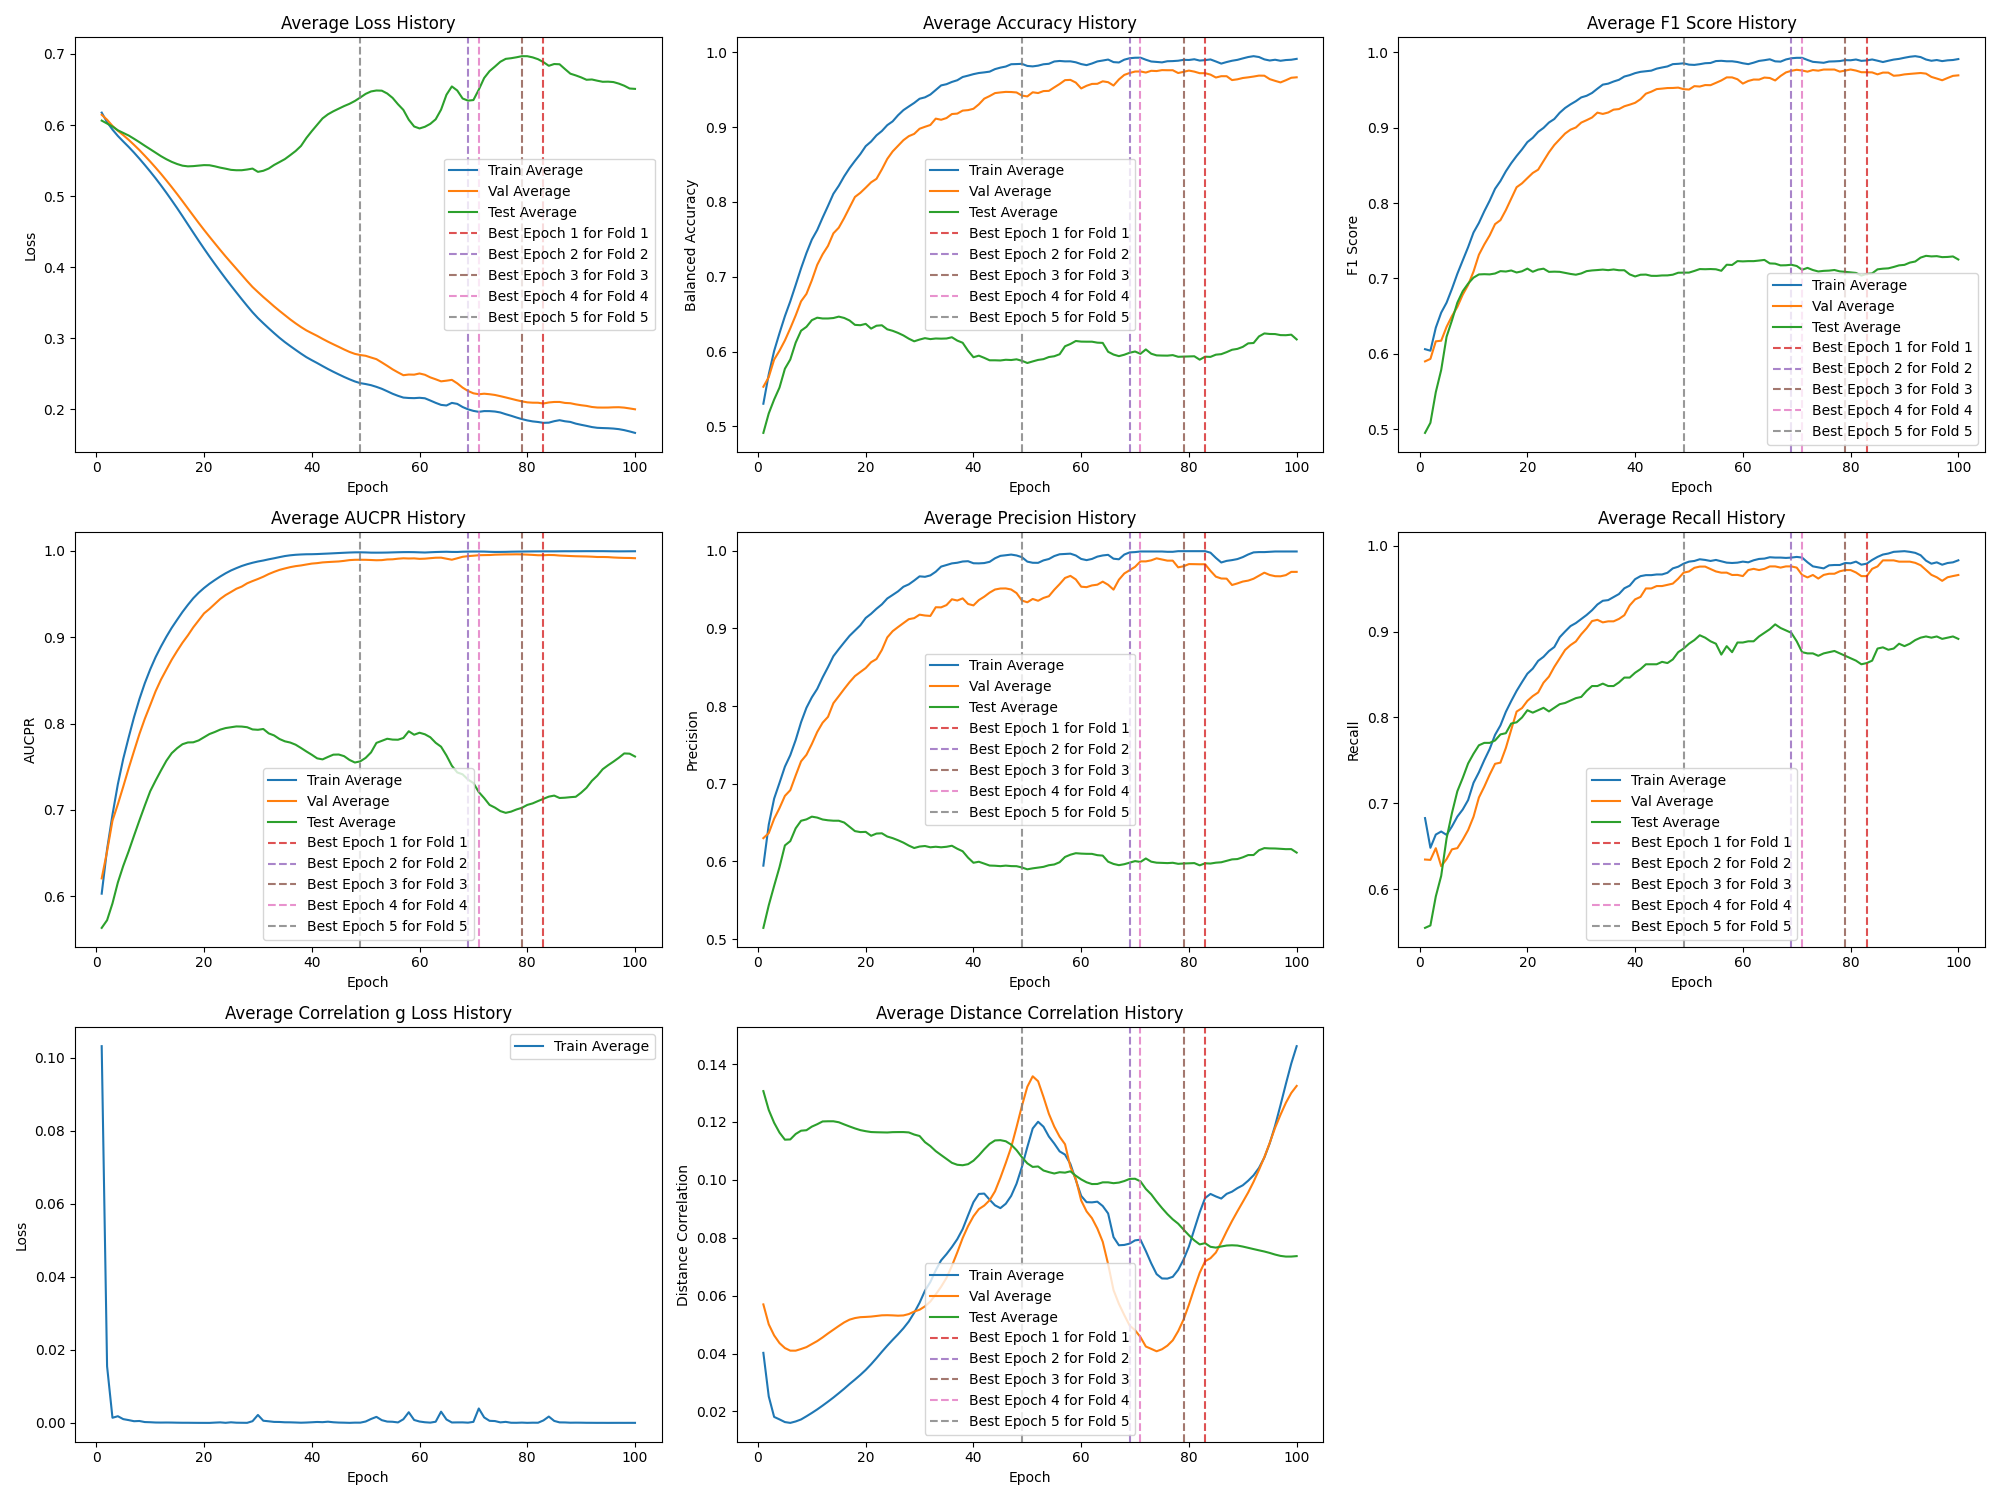 Average Loss History
Loss
0.7
0.6
0.5
0.4
0.3
0.2
Train Average
Val Average
Test Average
Best Epoch 1 for Fold 1
Best Epoch 2 for Fold 2
Best Epoch 3 for Fold 3
Best Epoch 4 for Fold 4
Best Epoch 5 for Fold 5
0 20 40 60 80 100
Epoch
Average Accuracy History
Balanced Accuracy
1.0
0.9
0.8
0.7
0.6
0.5
Train Average
Val Average
Test Average
Best Epoch 1 for Fold 1
Best Epoch 2 for Fold 2
Best Epoch 3 for Fold 3
Best Epoch 4 for Fold 4
Best Epoch 5 for Fold 5
0 20 40 60 80 100
Epoch
Average F1 Score History
F1 Score
1.0
0.9
0.8
0.7
0.6
0.5
Train Average
Val Average
Test Average
Best Epoch 1 for Fold 1
Best Epoch 2 for Fold 2
Best Epoch 3 for Fold 3
Best Epoch 4 for Fold 4
Best Epoch 5 for Fold 5
0 20 40 60 80 100
Epoch
Average AUCPR History
AUCPR
1.0
0.9
0.8
0.7
0.6
Train Average
Val Average
Test Average
Best Epoch 1 for Fold 1
Best Epoch 2 for Fold 2
Best Epoch 3 for Fold 3
Best Epoch 4 for Fold 4
Best Epoch 5 for Fold 5
0 20 40 60 80 100
Epoch
Average Precision History
Precision
1.0
0.9
0.8
0.7
0.6
0.5
Train Average
Val Average
Test Average
Best Epoch 1 for Fold 1
Best Epoch 2 for Fold 2
Best Epoch 3 for Fold 3
Best Epoch 4 for Fold 4
Best Epoch 5 for Fold 5
0 20 40 60 80 100
Epoch
Average Recall History
Recall
1.0
0.9
0.8
0.7
0.6
Train Average
Val Average
Test Average
Best Epoch 1 for Fold 1
Best Epoch 2 for Fold 2
Best Epoch 3 for Fold 3
Best Epoch 4 for Fold 4
Best Epoch 5 for Fold 5
0 20 40 60 80 100
Epoch
Average Correlation g Loss History
Loss
0.10
0.08
0.06
0.04
0.02
0.00
Train Average
0 20 40 60 80 100
Epoch
Average Distance Correlation History
Distance Correlation
0.14
0.12
0.10
0.08
0.06
0.04
0.02
Train Average
Val Average
Test Average
Best Epoch 1 for Fold 1
Best Epoch 2 for Fold 2
Best Epoch 3 for Fold 3
Best Epoch 4 for Fold 4
Best Epoch 5 for Fold 5
0 20 40 60 80 100
Epoch